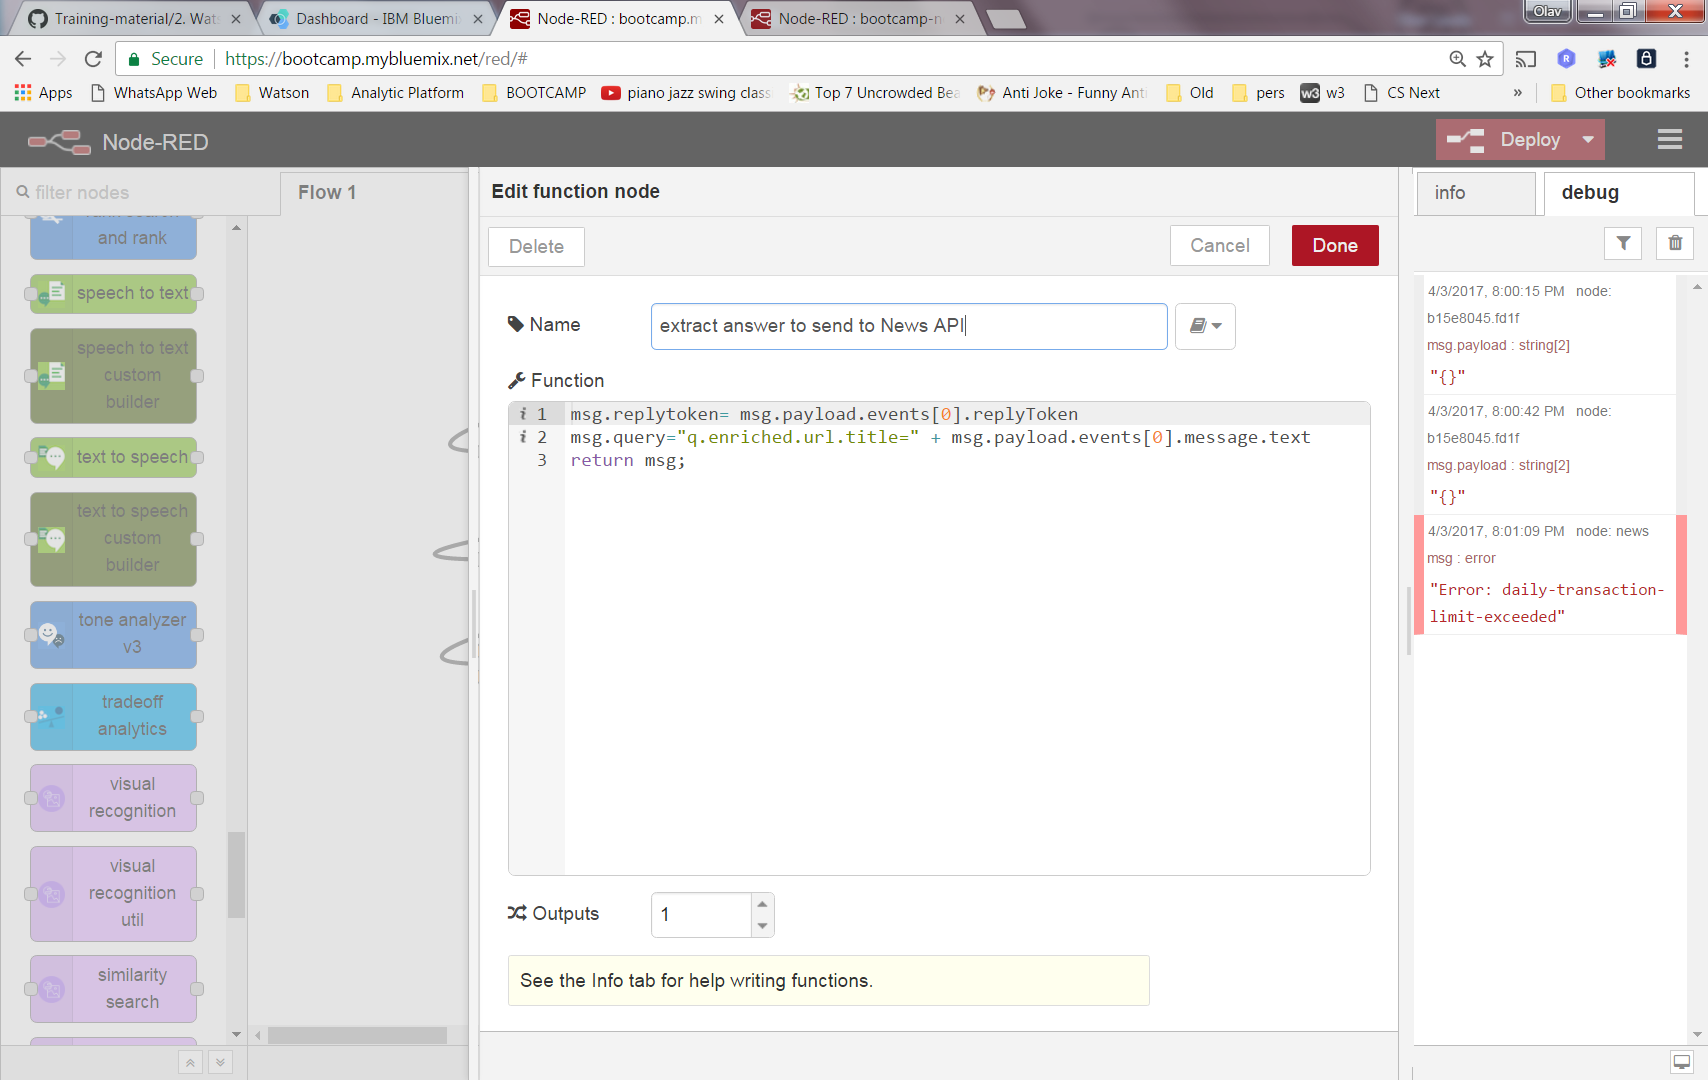 Training-material/2. Wats
Dashboard - IBM Bluemi
Node-RED : bootcamp.m
Node-RED : bootcamp-n
Olav
Secure
https://bootcamp.mybluemix.net/red/#
Apps
WhatsApp Web
Watson
Analytic Platform
BOOTCAMP
piano jazz swing class
Top 7 Uncrowded Bea
Anti Joke - Funny Anti
Old
pers
w3 w3
CS Next
»
Other bookmarks
Node-RED
Deploy
filter nodes
Flow 1
Edit function node
info
debug
Delete
Cancel
Done
and rank
speech to text
speech to text
custom
builder
text to speech
text to speech
custom
builder
tone analyzer
v3
tradeoff
analytics
visual
recognition
visual
recognition
util
similarity
search
Name
extract answer to send to News API
Function
1 msg.replytoken= msg.payload.events[0].replyToken
2 msg.query="q.enriched.url.title=" + msg.payload.events[0].message.text
3 return msg;
Outputs
1
See the Info tab for help writing functions.
4/3/2017, 8:00:15 PM node:
b15e8045.fd1f
msg.payload : string[2]
"{}"
4/3/2017, 8:00:42 PM node:
b15e8045.fd1f
msg.payload : string[2]
"{}"
4/3/2017, 8:01:09 PM node: news
msg : error
"Error: daily-transaction-
limit-exceeded"